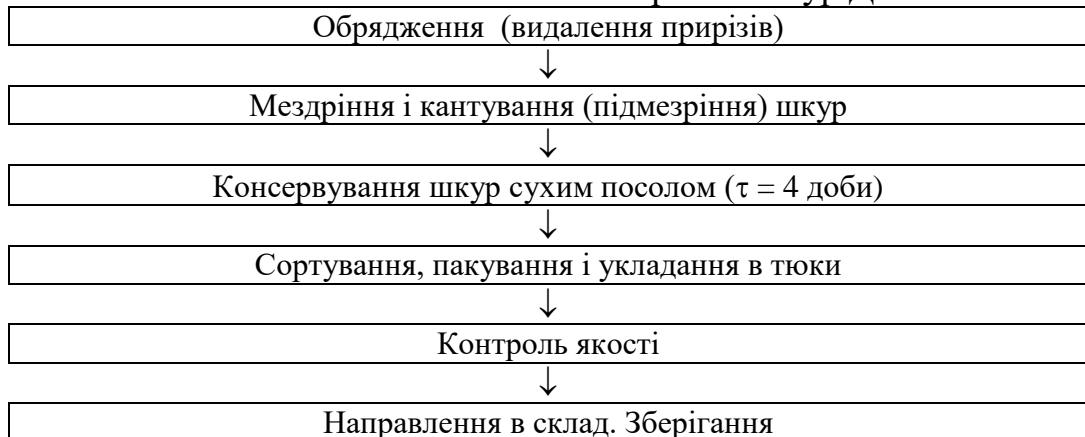 Обрядження (видалення прирізів)
↓
Мездріння і кантування (підмезріння) шкур
↓
Консервування шкур сухим посолом (τ = 4 доби)
↓
Сортування, пакування і укладання в тюки
↓
Контроль якості
↓
Направлення в склад. Зберігання